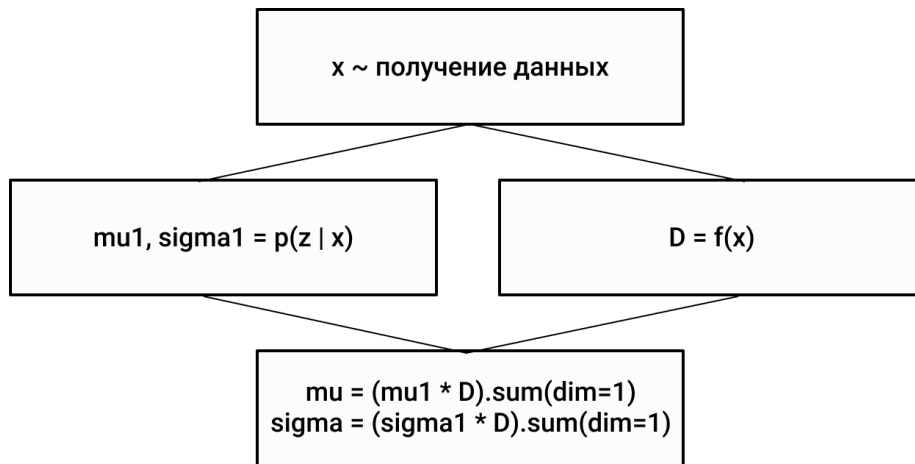 x ~ получение данных
mu1, sigma1 = p(z | x)
D = f(x)
mu = (mu1 * D).sum(dim=1)
sigma = (sigma1 * D).sum(dim=1)